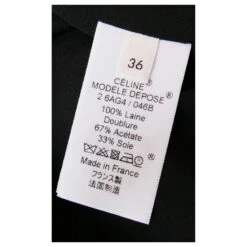 36
CÉLINE®
MODELE DEPOSE®
2 6AG4 / 046B
100% Laine
Doublure
67% Acétate
33% Soie
Made in France
フランス製
法国制造